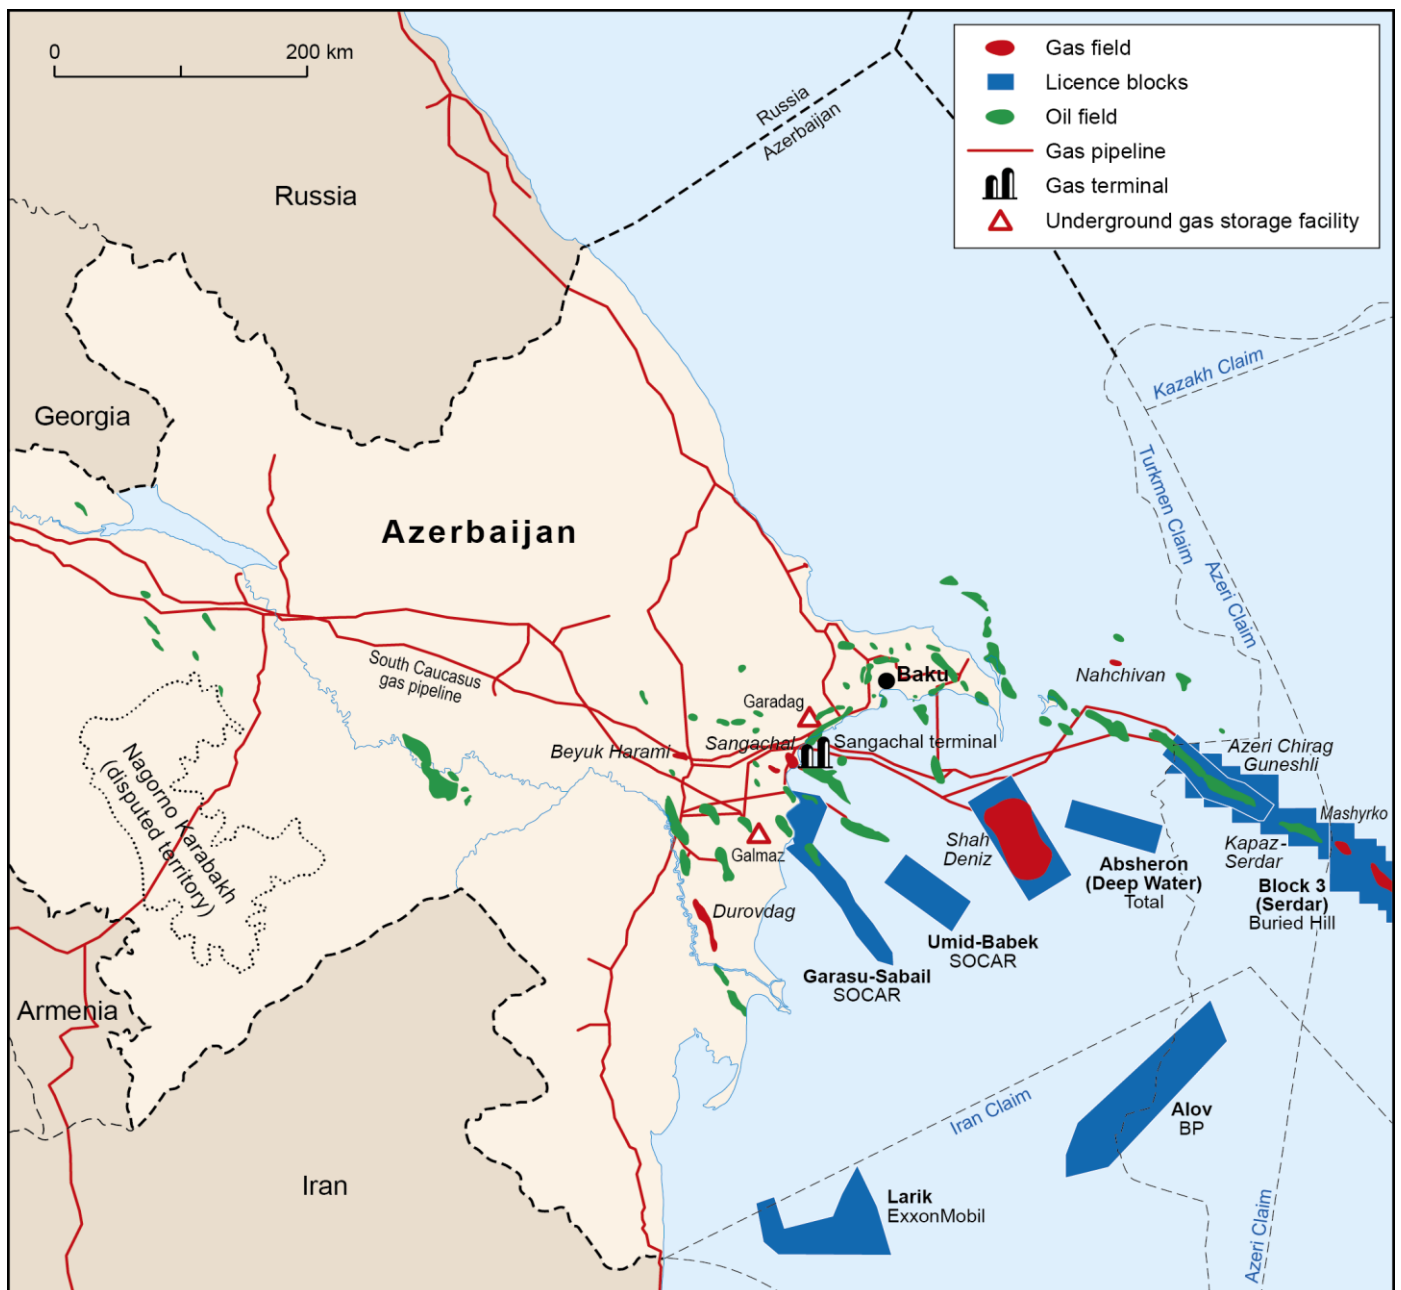 0
200 km
Gas field
Licence blocks
Oil field
Gas pipeline
Gas terminal
Underground gas storage facility
Russia
Azerbaijan
Russia
Georgia
Kazakh Claim
Turkmen Claim
Azeri Claim
Azerbaijan
South Caucasus
gas pipeline
Baku
Nahchivan
Garadag
Beyuk Harami
Sangachal
Sangachal terminal
Azeri Chirag
Guneshli
Mashyrko
Nagorno Karabakh
(disputed territory)
Galmaz
Shah
Deniz
Kapaz-
Serdar
Absheron
(Deep Water)
Total
Block 3
(Serdar)
Buried Hill
Durovdag
Umid-Babek
SOCAR
Garasu-Sabail
SOCAR
Armenia
Iran Claim
Alov
BP
Iran
Larik
ExxonMobil
Azeri Claim